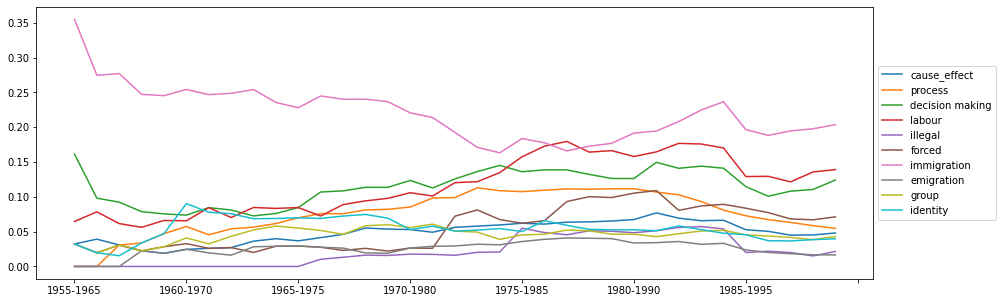 0.35
0.30
0.25
0.20
0.15
0.10
0.05
0.00
1955-1965
1960-1970
1965-1975
1970-1980
1975-1985
1980-1990
1985-1995
cause_effect
process
decision making
labour
illegal
forced
immigration
emigration
group
identity